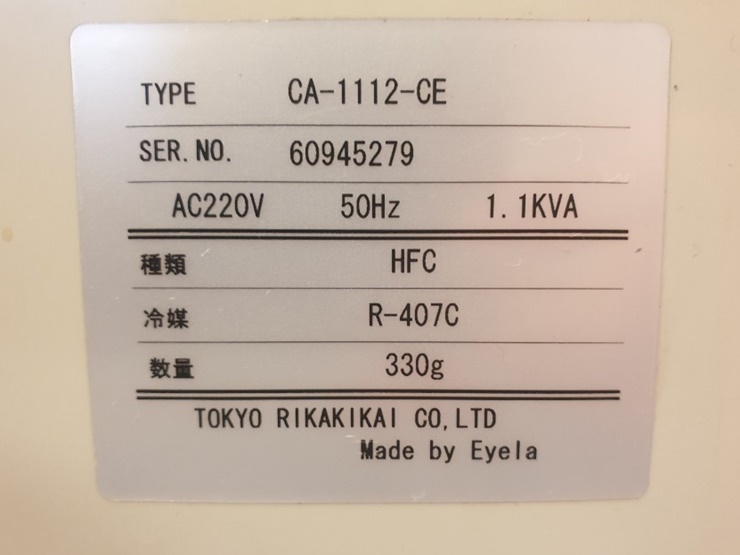 TYPE CA-1112-CE
SER. NO. 60945279
AC220V 50Hz 1.1KVA
種類 HFC
冷媒 R-407C
数量 330g
TOKYO RIKAKIKAI CO,LTD
Made by Eyela